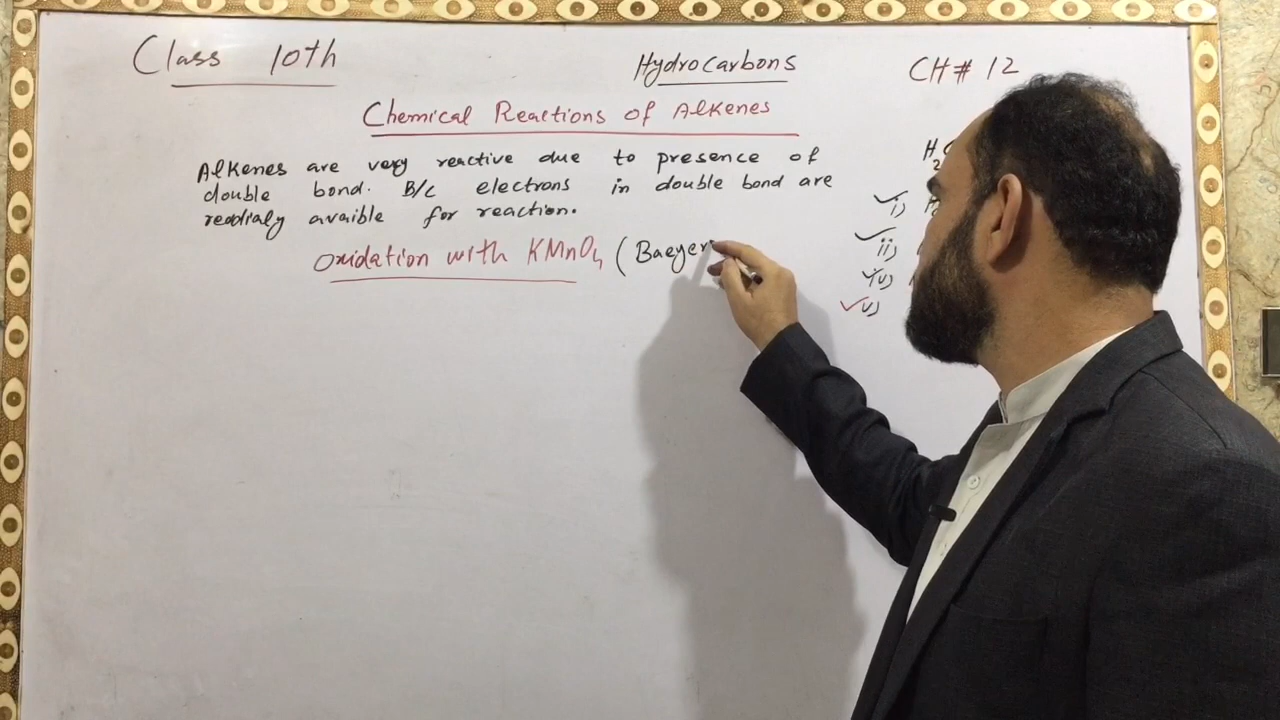 Class 10th
Hydrocarbons
CH# 12
Chemical Reactions of Alkenes
Alkenes are very reactive due to presence of
double bond. B/C electrons in double bond are
readialy avaible for reaction.
Oxidation with KMnO4 (Baeyer
i)
ii)
v)